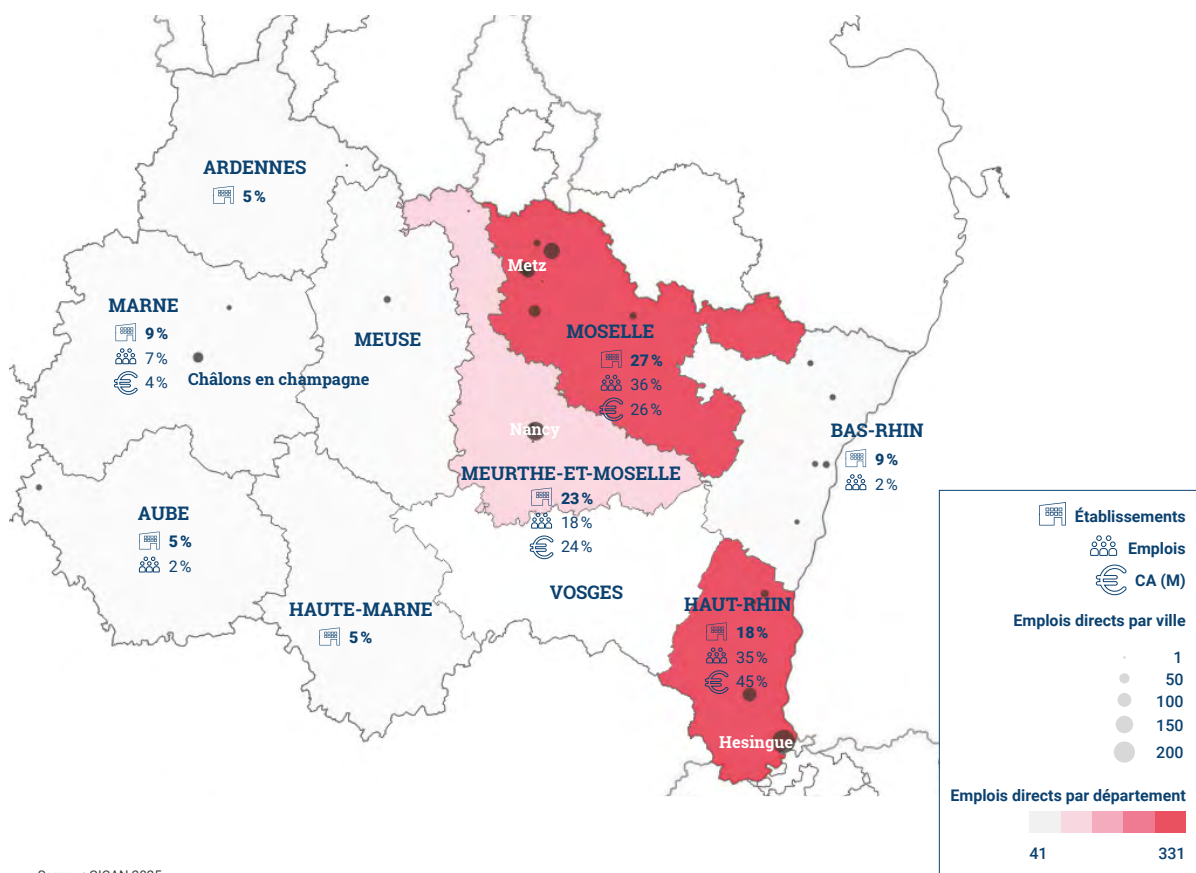 ARDENNES
5%
MARNE
9%
7%
4%
Châlons en champagne
MEUSE
Metz
MOSELLE
27%
36%
26%
Nancy
MEURTHE-ET-MOSELLE
23%
18%
24%
BAS-RHIN
9%
2%
AUBE
5%
2%
HAUTE-MARNE
5%
VOSGES
HAUT-RHIN
18%
35%
45%
Hesingue
Établissements
Emplois
CA (M)
Emplois directs par ville
1
50
100
150
200
Emplois directs par département
41 331